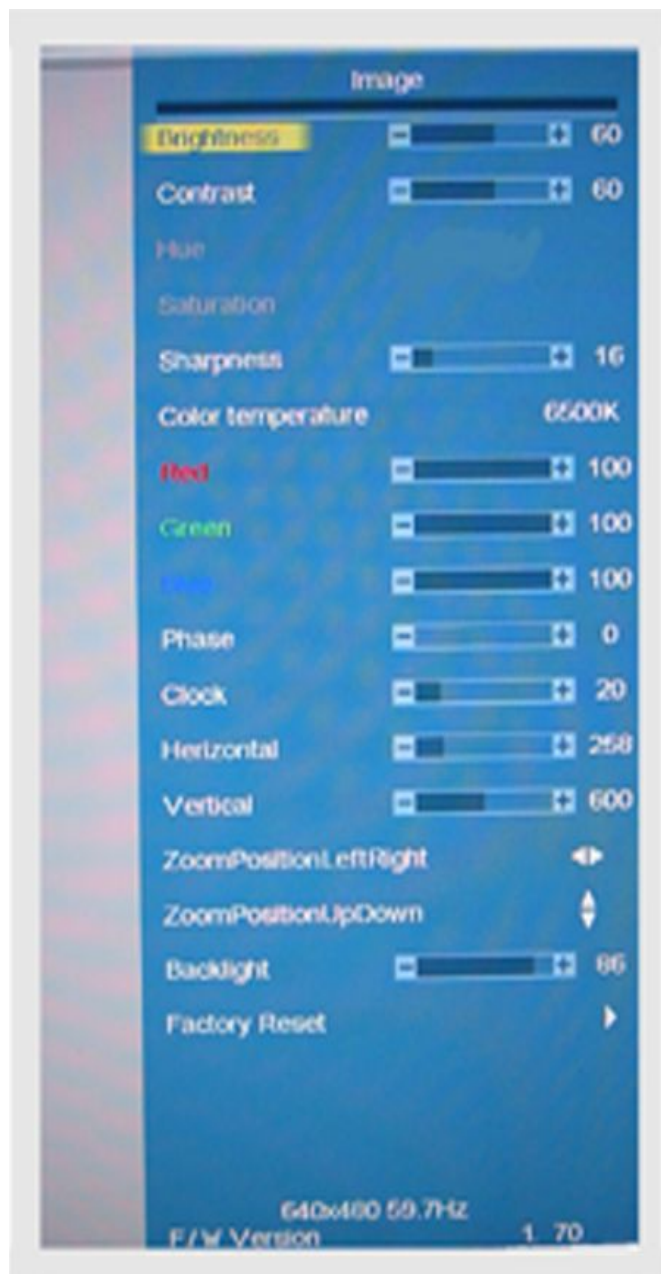 Image
Brightness - + 60
Contrast - + 60
Hue
Saturation
Sharpness - + 16
Color temperature 6500K
Red - + 100
Green - + 100
Blue - + 100
Phase - + 0
Clock - + 20
Herizontal - + 258
Vertical - + 600
ZoomPositionLeftRight
ZoomPositionUpDown
Backlight - + 86
Factory Reset
640x480 59.7Hz
F/W Version 1.70